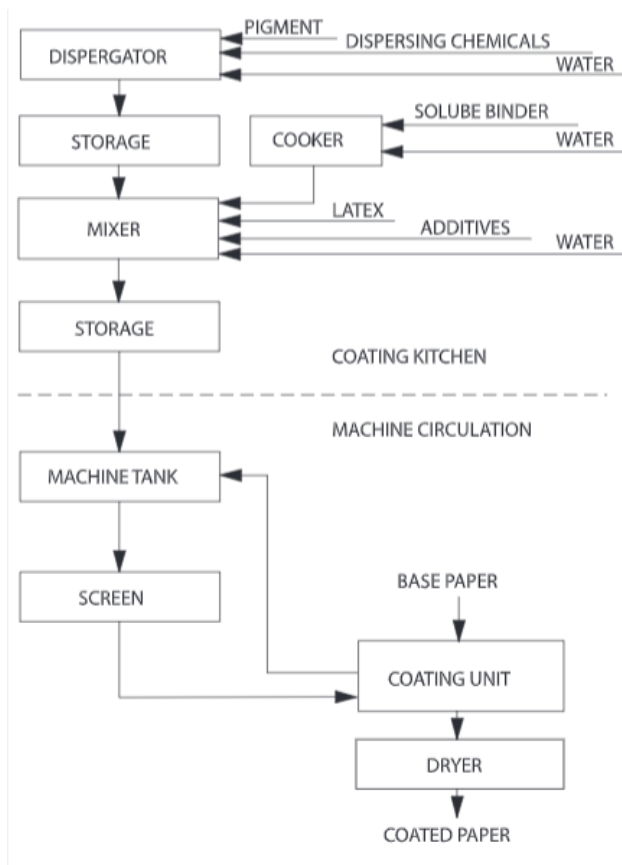 PIGMENT
DISPERSING CHEMICALS
DISPERGATOR
WATER
SOLUBE BINDER
STORAGE
COOKER
WATER
LATEX
MIXER
ADDITIVES
WATER
STORAGE
COATING KITCHEN
MACHINE CIRCULATION
MACHINE TANK
BASE PAPER
SCREEN
COATING UNIT
DRYER
COATED PAPER